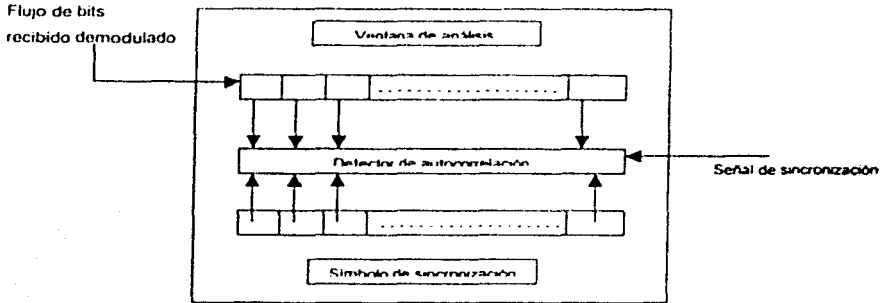 Flujo de bits
recibido demodulado
Ventana de análisis
Detector de autocorrelación
Señal de sincronización
Símbolo de sincronización